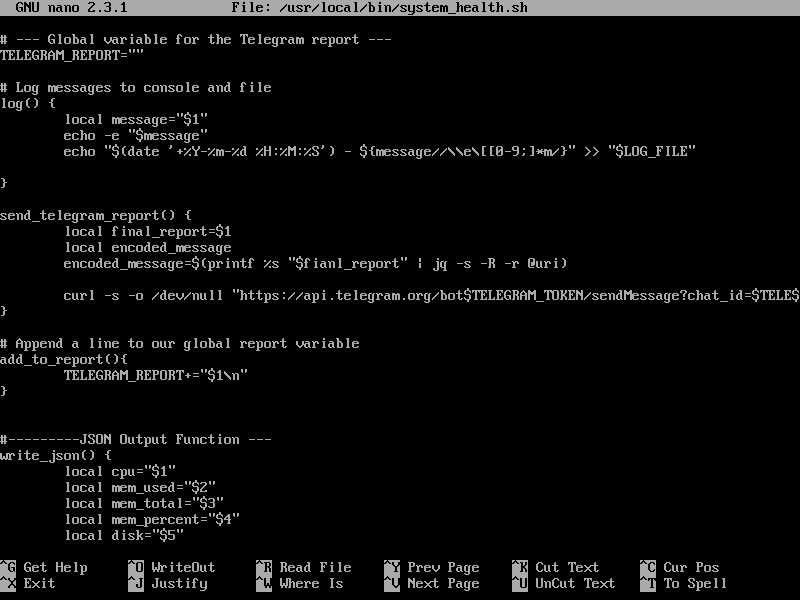 GNU nano 2.3.1 File: /usr/local/bin/system_health.sh
# --- Global variable for the Telegram report ---
TELEGRAM_REPORT=""
# Log messages to console and file
log() {
local message="$1"
echo -e "$message"
echo "$(date '+%Y-%m-%d %H:%M:%S') - ${message//\\e\[[0-9;]*m/}" >> "$LOG_FILE"
}
send_telegram_report() {
local final_report=$1
local encoded_message
encoded_message=$(printf %s "$fianl_report" | jq -s -R -r @uri)
curl -s -o /dev/null "https://api.telegram.org/bot$TELEGRAM_TOKEN/sendMessage?chat_id=$TELE$
}
# Append a line to our global report variable
add_to_report(){
TELEGRAM_REPORT+="$1\n"
}
#---------JSON Output Function ---
write_json() {
local cpu="$1"
local mem_used="$2"
local mem_total="$3"
local mem_percent="$4"
local disk="$5"
^G Get Help ^O WriteOut ^R Read File ^Y Prev Page ^K Cut Text ^C Cur Pos
^X Exit ^J Justify ^W Where Is ^V Next Page ^U UnCut Text ^T To Spell